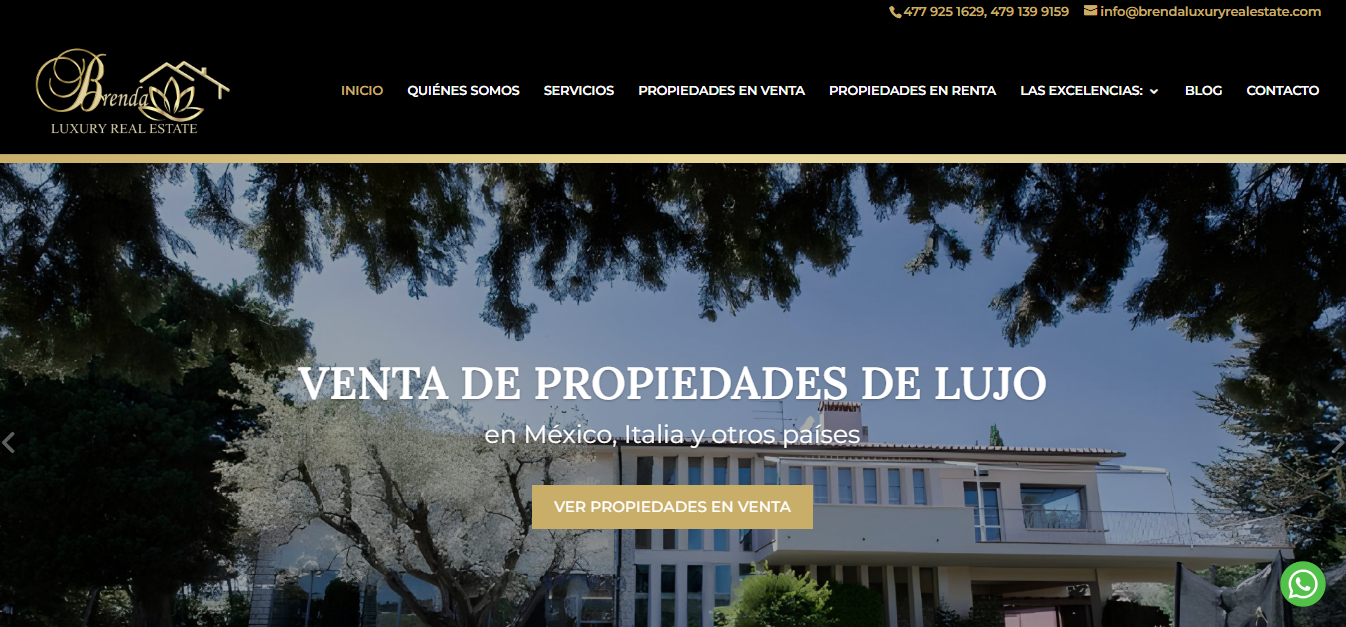 477 925 1629, 479 139 9159 info@brendaluxuryrealestate.com
Brenda
LUXURY REAL ESTATE
INICIO QUIÉNES SOMOS SERVICIOS PROPIEDADES EN VENTA PROPIEDADES EN RENTA LAS EXCELENCIAS: BLOG CONTACTO
VENTA DE PROPIEDADES DE LUJO
en México, Italia y otros países
VER PROPIEDADES EN VENTA